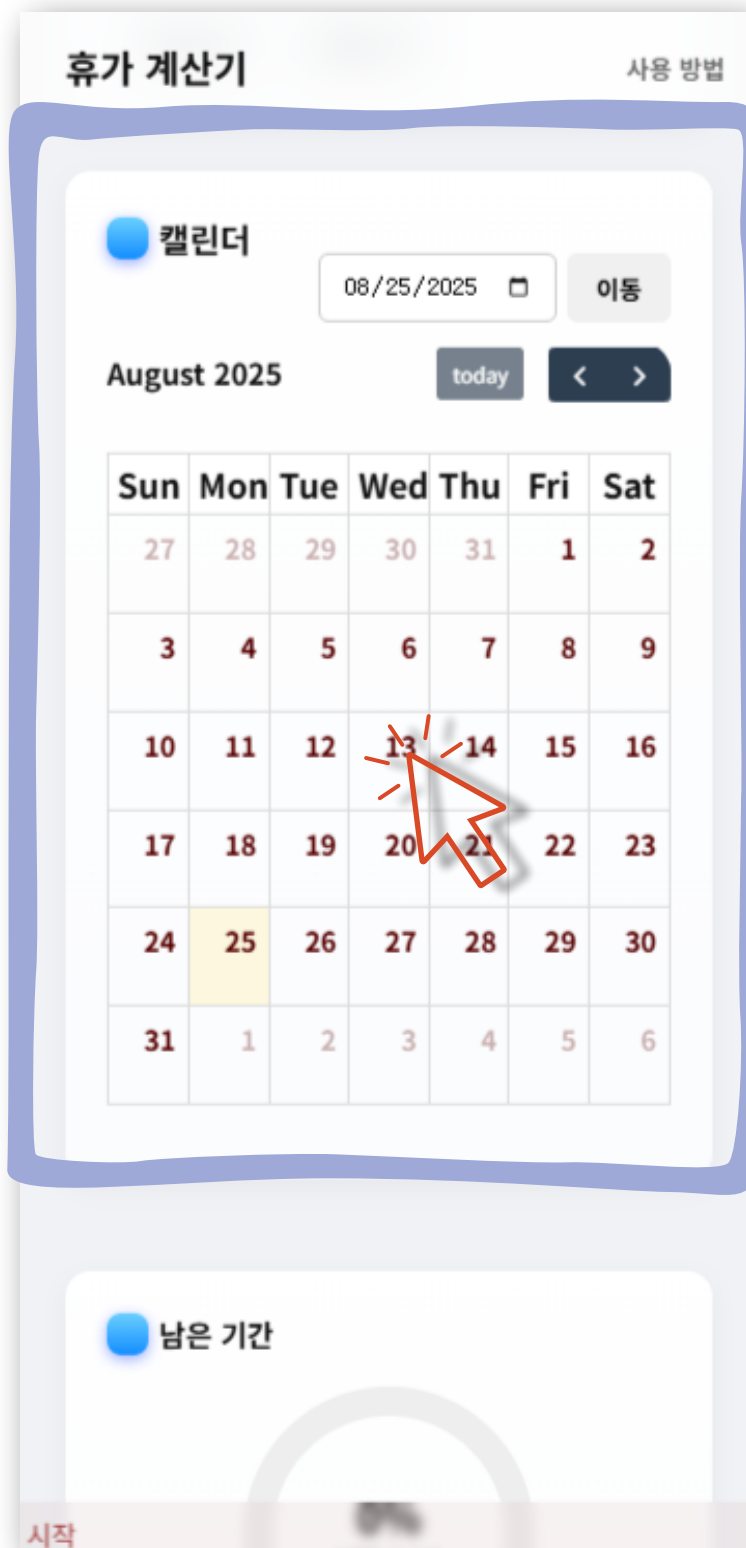 휴가 계산기 사용 방법
캘린더
08/25/2025 이동
August 2025 today
Sun Mon Tue Wed Thu Fri Sat
27 28 29 30 31 1 2
3 4 5 6 7 8 9
10 11 12 13 14 15 16
17 18 19 20 21 22 23
24 25 26 27 28 29 30
31 1 2 3 4 5 6
남은 기간
0%
시작